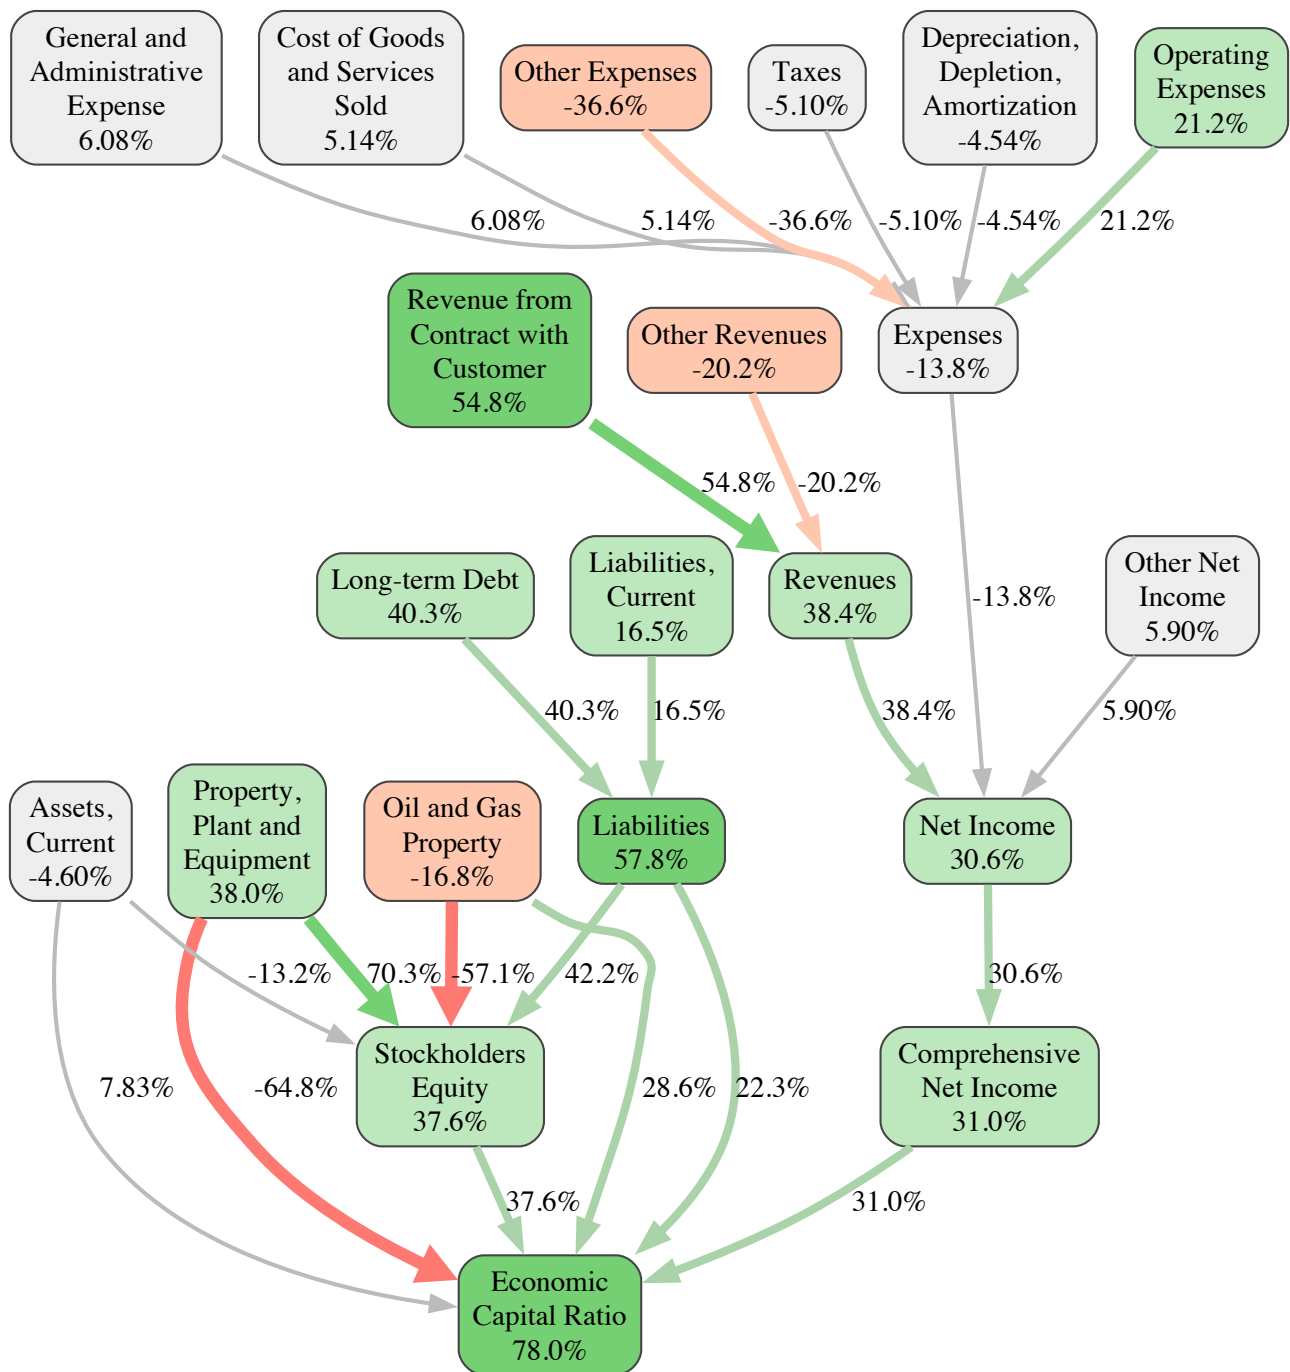 General and
Administrative
Expense
6.08%
Cost of Goods
and Services
Sold
5.14%
Other Expenses
-36.6%
Taxes
-5.10%
Depreciation,
Depletion,
Amortization
-4.54%
Operating
Expenses
21.2%
6.08%
5.14%
-36.6%
-5.10%
-4.54%
21.2%
Revenue from
Contract with
Customer
54.8%
Other Revenues
-20.2%
Expenses
-13.8%
54.8%
-20.2%
Long-term Debt
40.3%
Liabilities,
Current
16.5%
Revenues
38.4%
-13.8%
Other Net
Income
5.90%
40.3%
16.5%
38.4%
5.90%
Assets,
Current
-4.60%
Property,
Plant and
Equipment
38.0%
Oil and Gas
Property
-16.8%
Liabilities
57.8%
Net Income
30.6%
-13.2%
70.3%
-57.1%
42.2%
30.6%
Stockholders
Equity
37.6%
Comprehensive
Net Income
31.0%
7.83%
-64.8%
28.6%
22.3%
37.6%
31.0%
Economic
Capital Ratio
78.0%